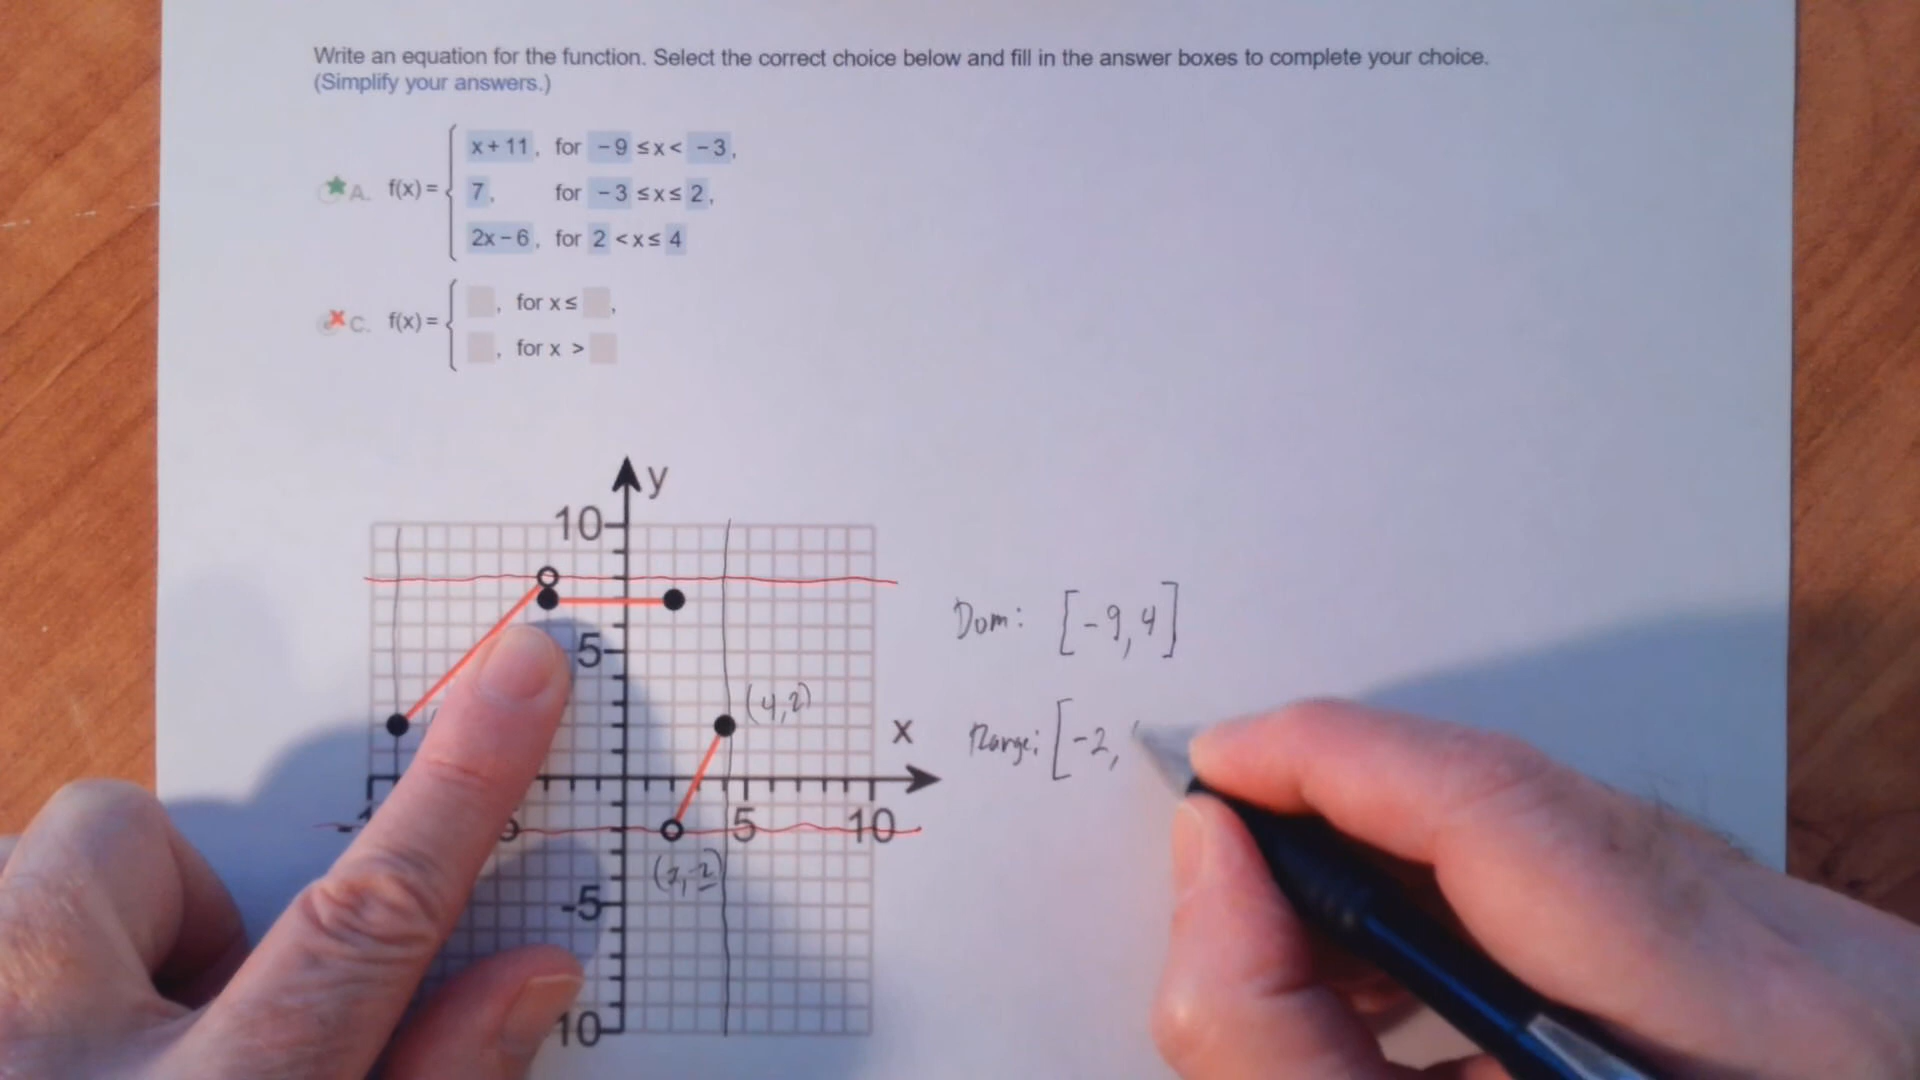 Write an equation for the function. Select the correct choice below and fill in the answer boxes to complete your choice.
(Simplify your answers.)
x + 11, for − 9 ≤ x < − 3,
A. f(x) = 7, for − 3 ≤ x ≤ 2,
2x − 6, for 2 < x ≤ 4
, for x ≤ ,
C. f(x) =
, for x >
y
10
5
Dom: [-9,4]
(4,2)
x
Range: [-2,
5
10
(2,-2)
-5
10